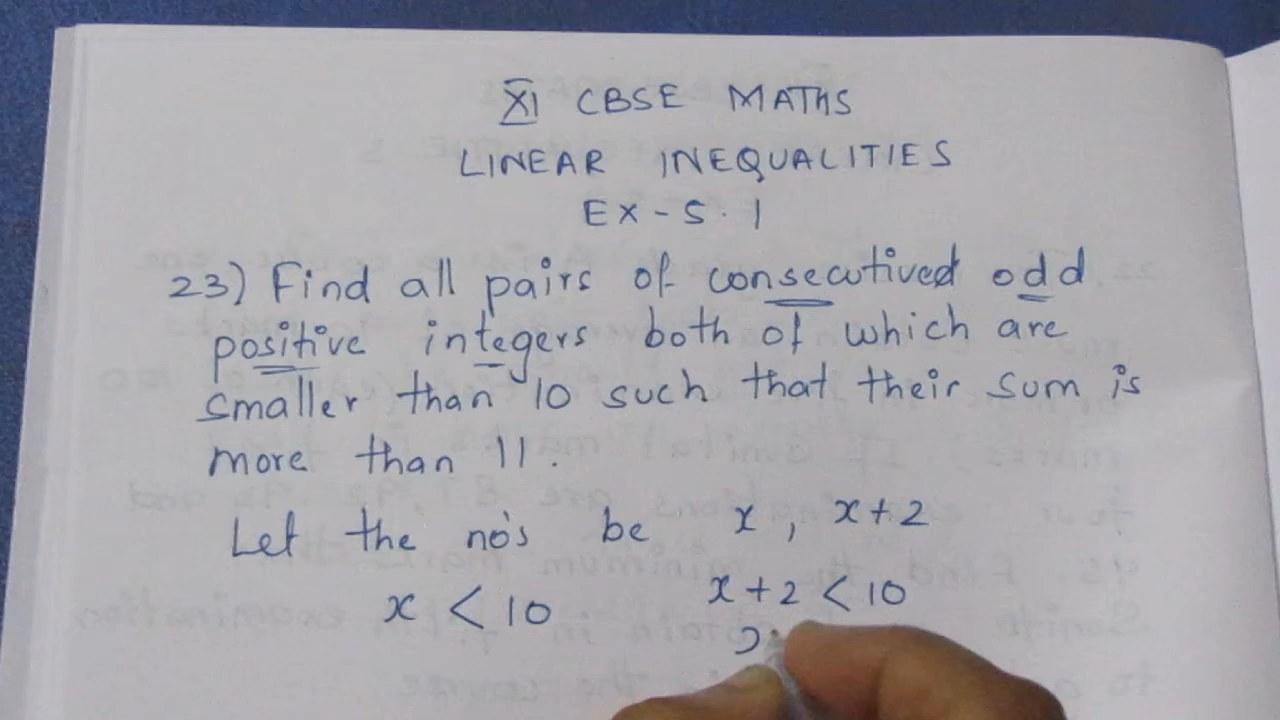 XI CBSE MATHS
LINEAR INEQUALITIES
EX-5.1
23) Find all pairs of consecutived odd
positive integers both of which are
smaller than 10 such that their sum is
more than 11.
Let the no's be x, x+2
x < 10 x+2 < 10